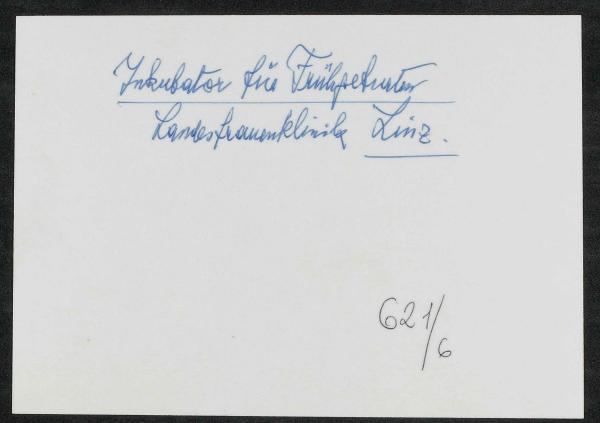 Inkubator für Frühgeburten
Landesfrauenklinik Linz.
621/6